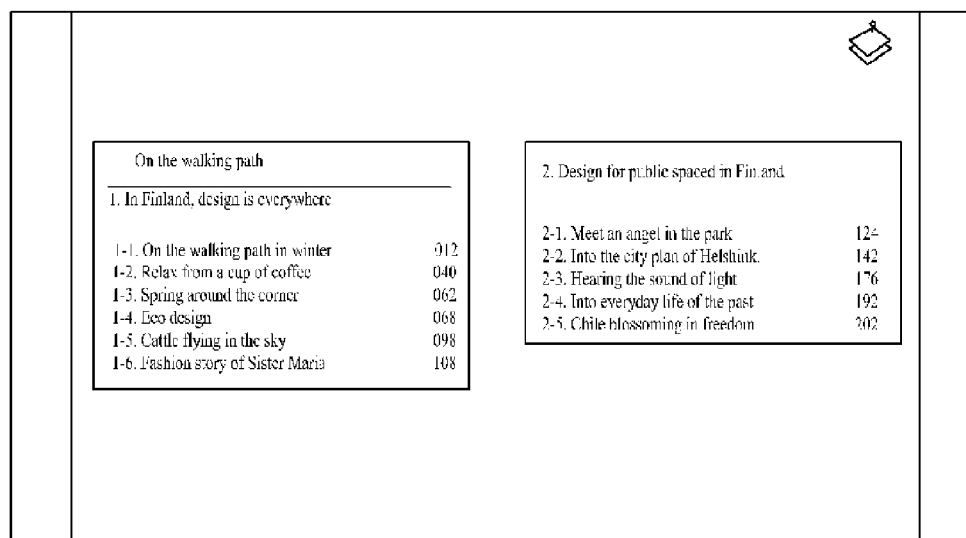 On the walking path
1. In Finland, design is everywhere
1-1. On the walking path in winter 012
1-2. Relax from a cup of coffee 040
1-3. Spring around the corner 062
1-4. Eco design 068
1-5. Cattle flying in the sky 098
1-6. Fashion story of Sister Maria 108
2. Design for public spaced in Finland
2-1. Meet an angel in the park 124
2-2. Into the city plan of Helshink. 142
2-3. Hearing the sound of light 176
2-4. Into everyday life of the past 192
2-5. Chile blossoming in freedom 202